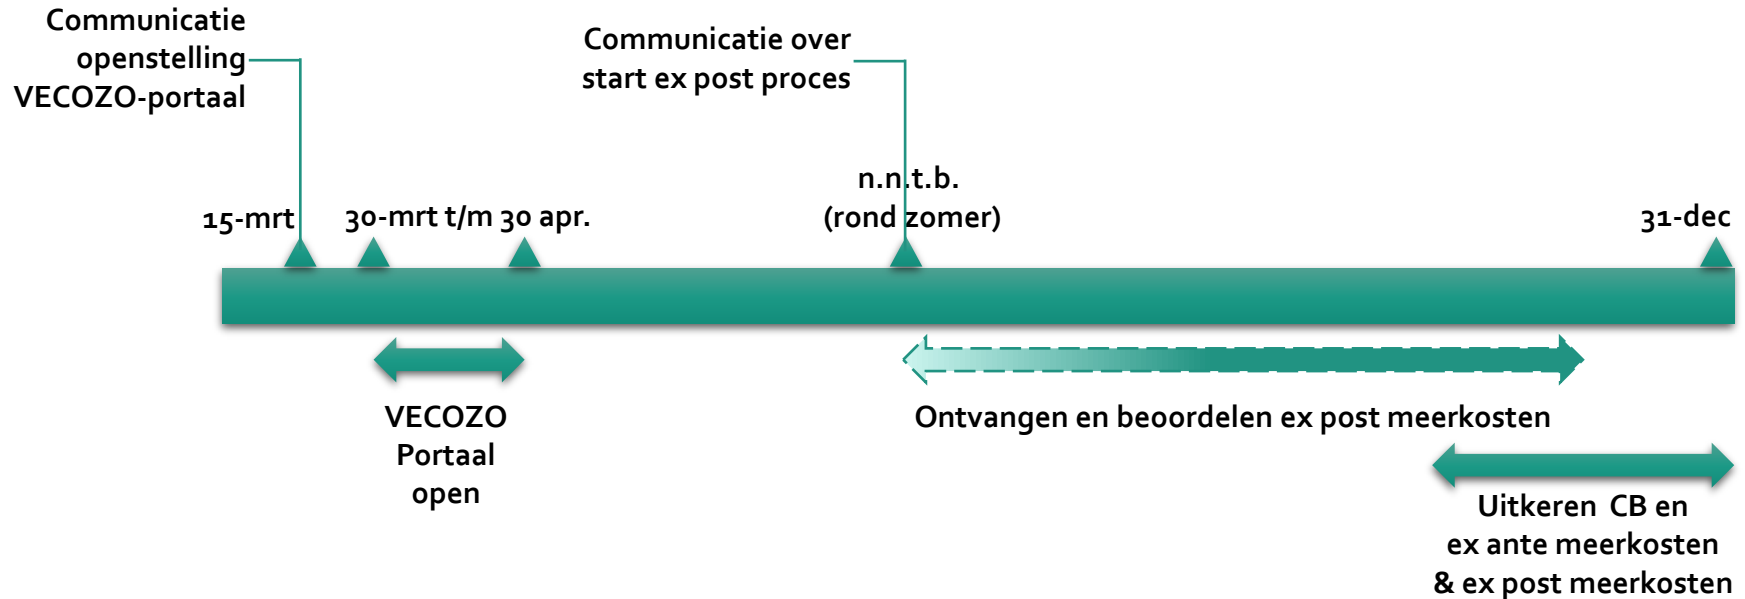 Communicatie
openstelling
VECOZO-portaal
Communicatie over
start ex post proces
n.n.t.b.
(rond zomer)
15-mrt
30-mrt t/m 30 apr.
31-dec
VECOZO
Portaal
open
Ontvangen en beoordelen ex post meerkosten
Uitkeren CB en
ex ante meerkosten
& ex post meerkosten